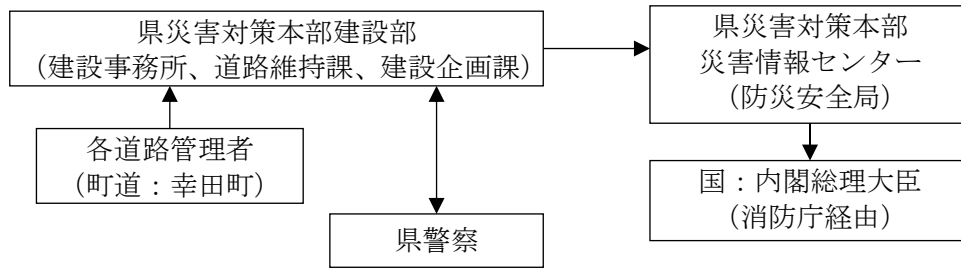 県災害対策本部建設部
（建設事務所、道路維持課、建設企画課）
県災害対策本部
災害情報センター
（防災安全局）
各道路管理者
（町道：幸田町）
国：内閣総理大臣
（消防庁経由）
県警察